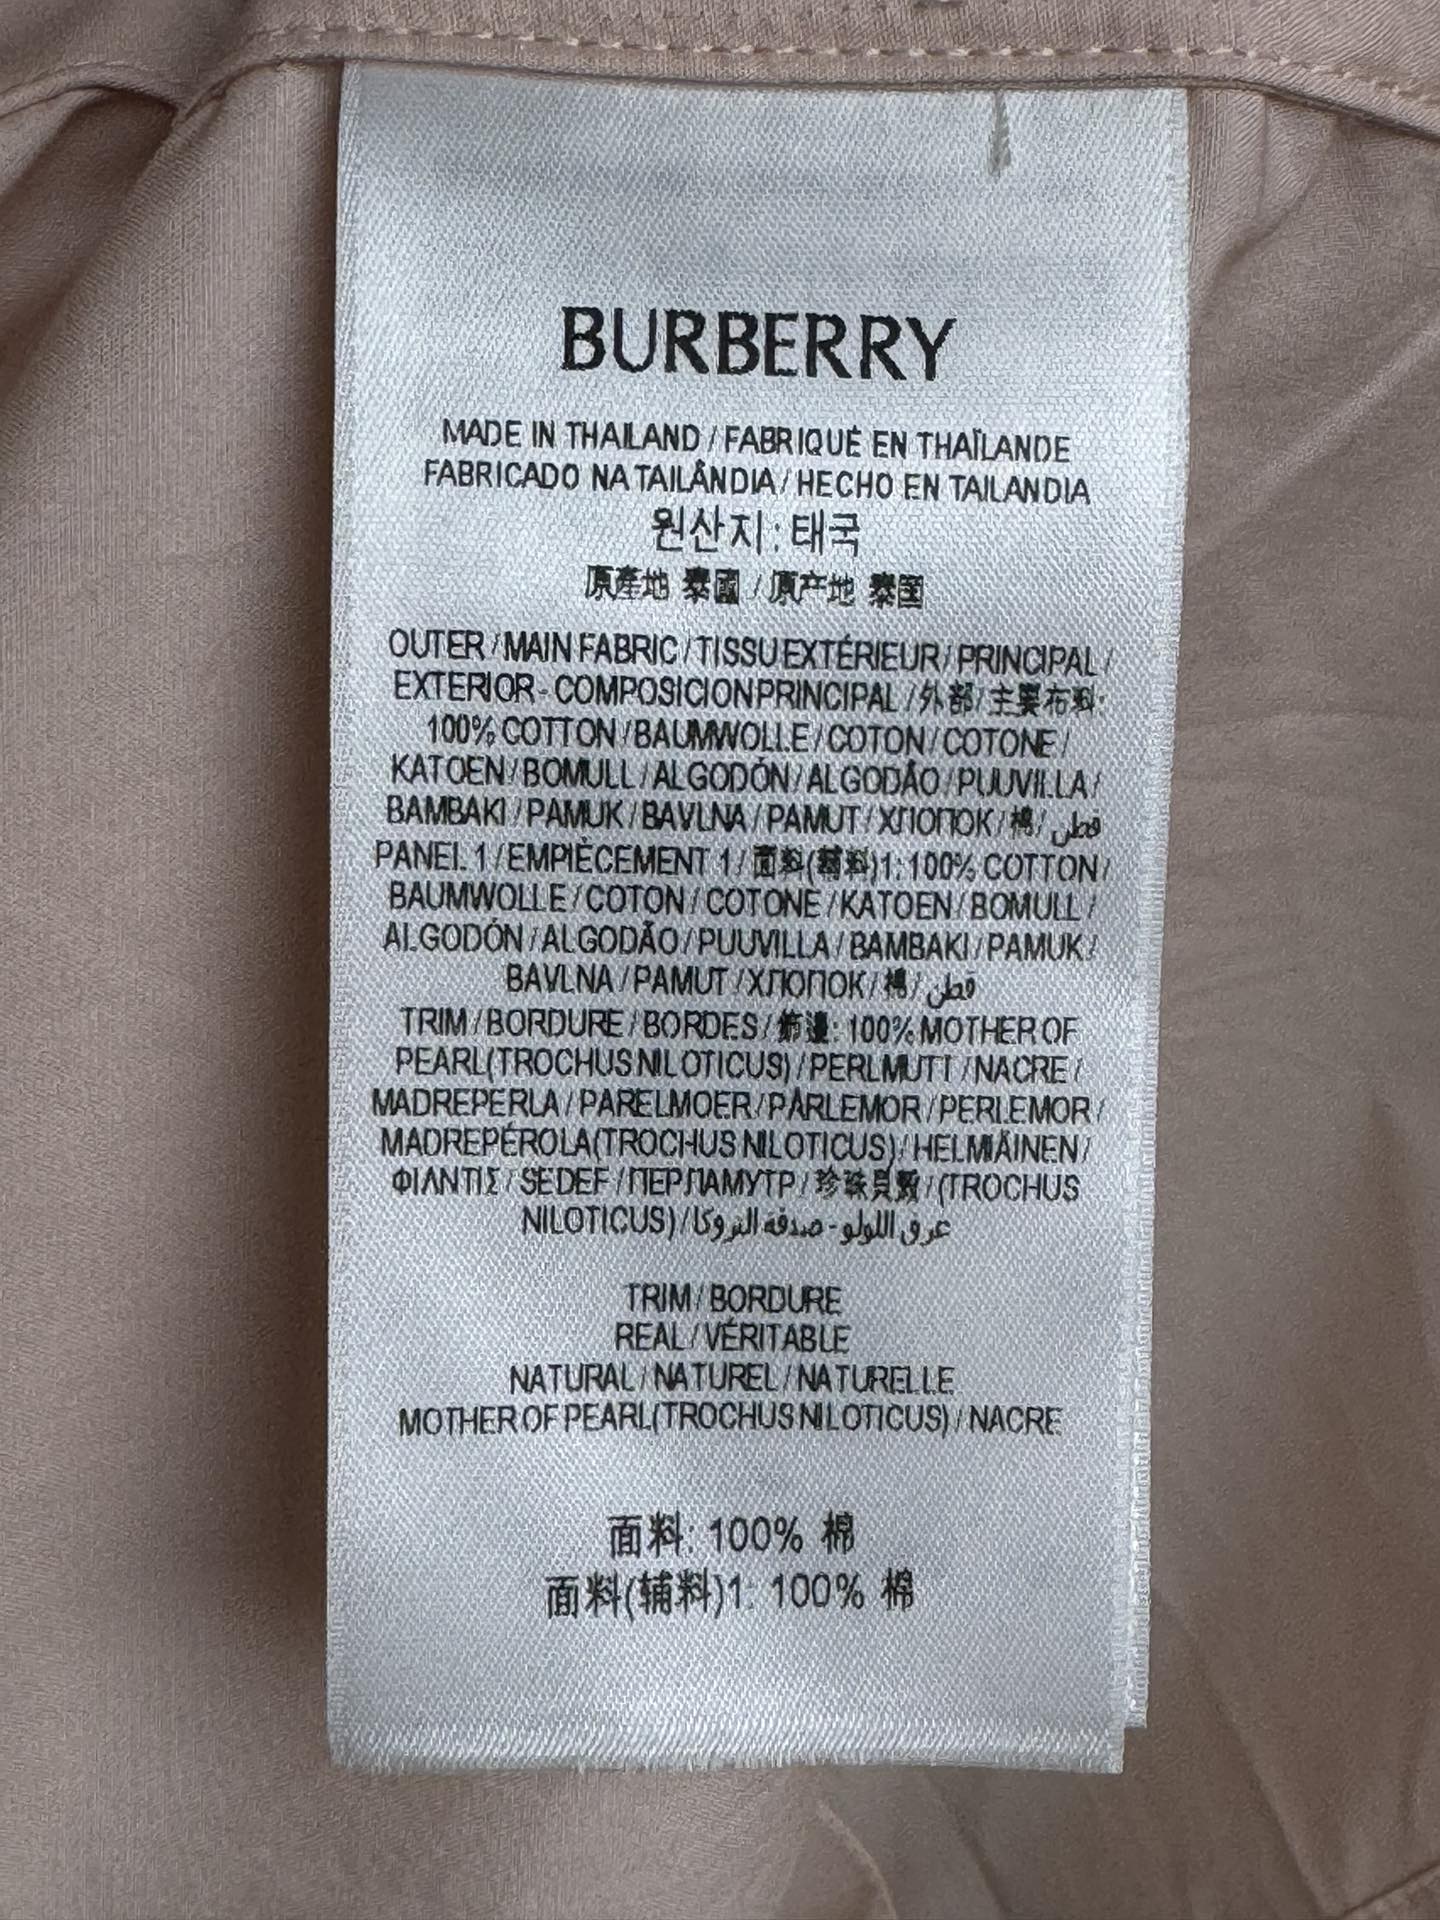 BURBERRY
MADE IN THAILAND / FABRIQUÉ EN THAÏLANDE
FABRICADO NA TAILÂNDIA / HECHO EN TAILANDIA
원산지: 태국
原產地 泰國 / 原产地 泰国
OUTER / MAIN FABRIC / TISSU EXTÉRIEUR / PRINCIPAL /
EXTERIOR - COMPOSICION PRINCIPAL / 外部 / 主要布料:
100% COTTON / BAUMWOLLE / COTON / COTONE /
KATOEN / BOMULL / ALGODÓN / ALGODÃO / PUUVILLA /
BAMBAKI / PAMUK / BAVLNA / PAMUT / ХЛОПОК / 棉 / قطن
PANEL 1 / EMPIÈCEMENT 1 / 面料(辅料)1: 100% COTTON /
BAUMWOLLE / COTON / COTONE / KATOEN / BOMULL /
ALGODÓN / ALGODÃO / PUUVILLA / BAMBAKI / PAMUK /
BAVLNA / PAMUT / ХЛОПОК / 棉 / قطن
TRIM / BORDURE / BORDES / 飾邊: 100% MOTHER OF
PEARL(TROCHUS NILOTICUS) / PERLMUTT / NACRE /
MADREPERLA / PARELMOER / PÄRLEMOR / PERLEMOR /
MADREPÉROLA(TROCHUS NILOTICUS) / HELMIÄINEN /
ΦΙΛΝΤΙΣ / SEDEF / ПЕРЛАМУТР / 珍珠貝殼 / (TROCHUS
NILOTICUS) / عرق اللولو - صدفة التروكا
TRIM / BORDURE
REAL / VÉRITABLE
NATURAL / NATUREL / NATURELLE
MOTHER OF PEARL(TROCHUS NILOTICUS) / NACRE
面料: 100% 棉
面料(辅料)1: 100% 棉